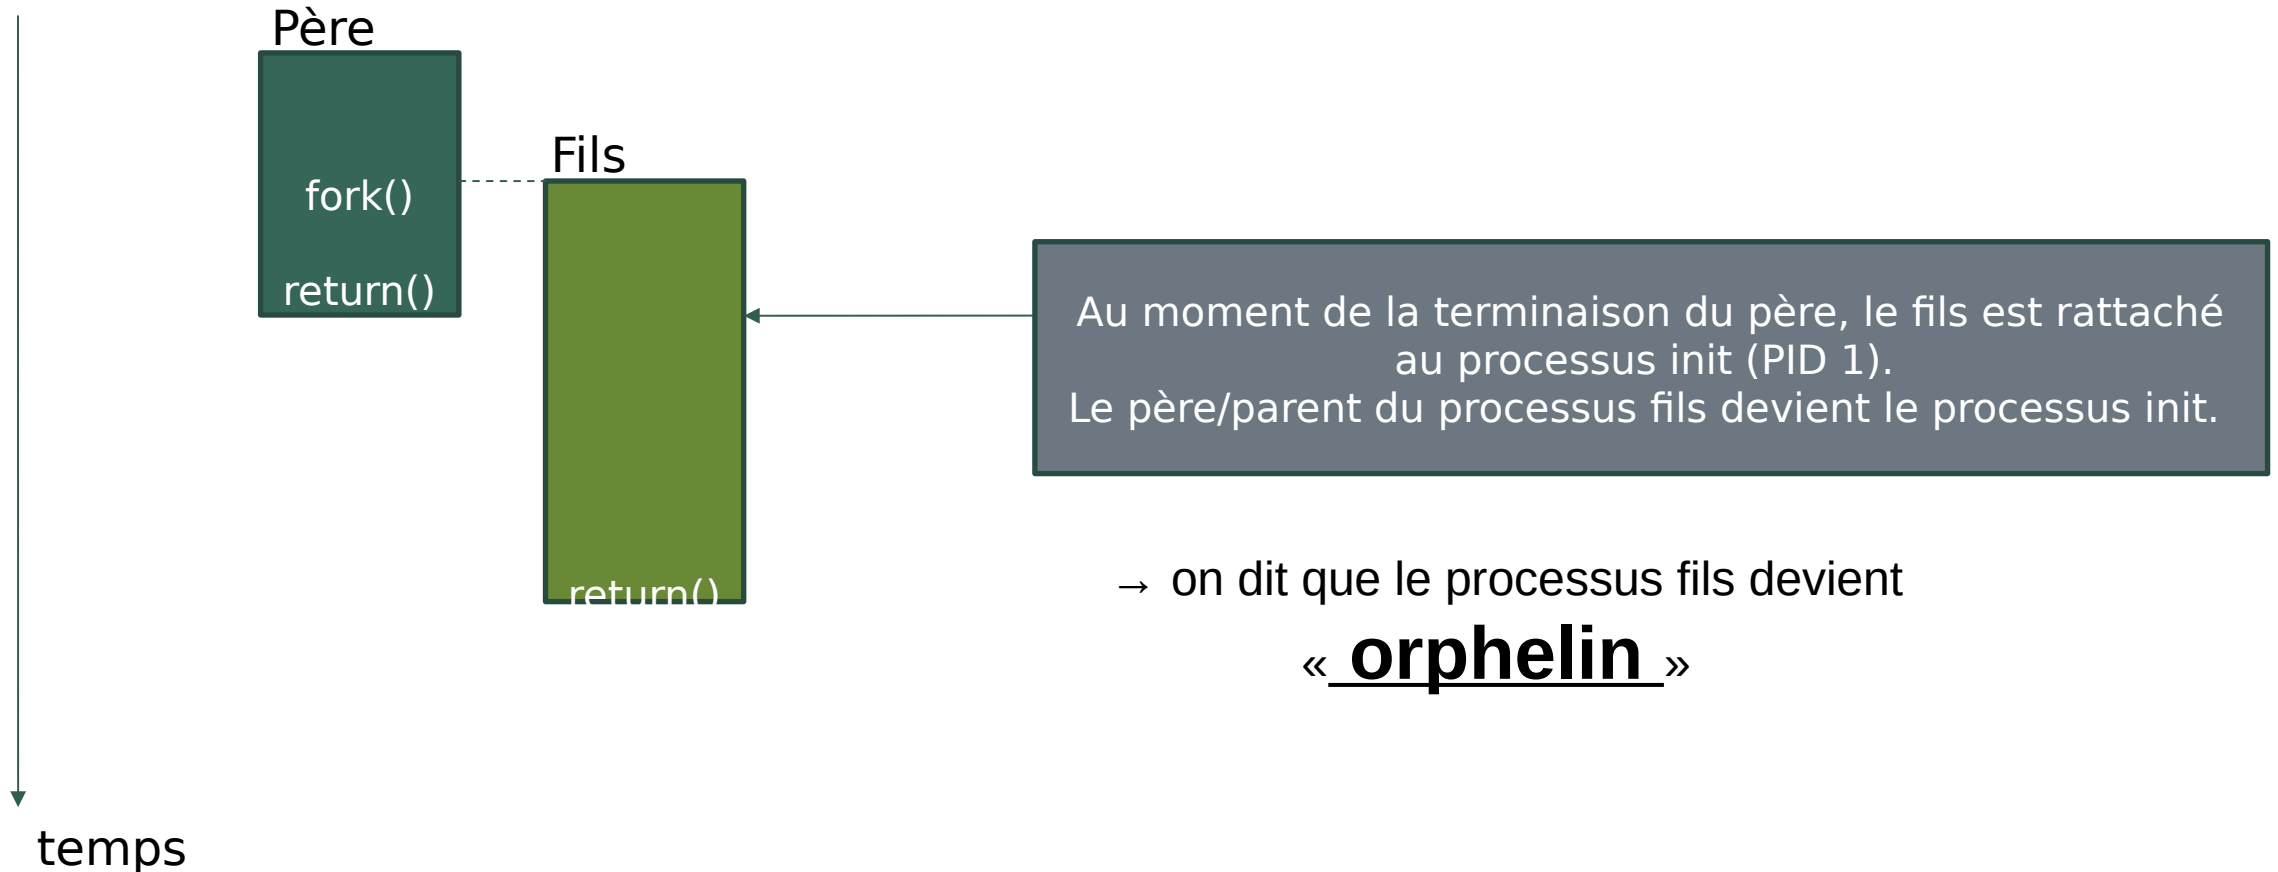 Père
Fils
fork()
return()
Au moment de la terminaison du père, le fils est rattaché
au processus init (PID 1).
Le père/parent du processus fils devient le processus init.
return()
→ on dit que le processus fils devient
« orphelin »
temps